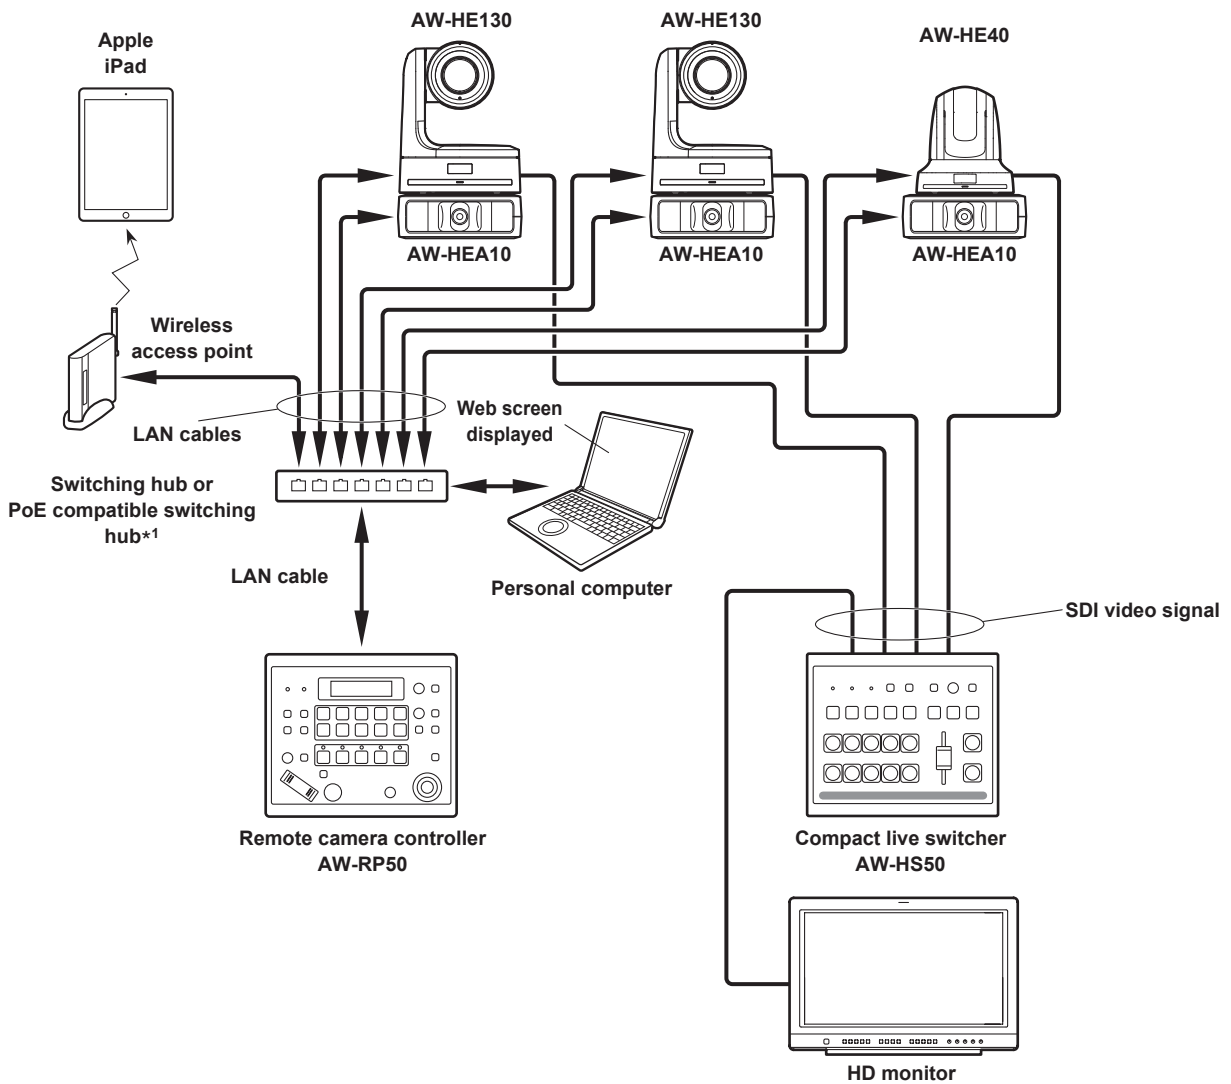 AW-HE130
AW-HE130
AW-HE40
Apple
iPad
AW-HEA10
AW-HEA10
AW-HEA10
Wireless
access point
LAN cables
Web screen
displayed
Switching hub or
PoE compatible switching
hub*1
LAN cable
Personal computer
SDI video signal
Remote camera controller
AW-RP50
Compact live switcher
AW-HS50
HD monitor